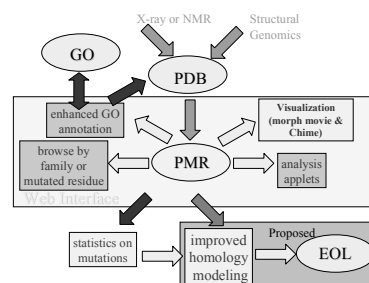 X-ray or NMR
Structural
Genomics
GO
PDB
enhanced GO
annotation
Visualization
(morph movie &
Chime)
browse by
family or
mutated residue
PMR
analysis
applets
Web Interface
statistics on
mutations
improved
homology
modeling
Proposed
EOL